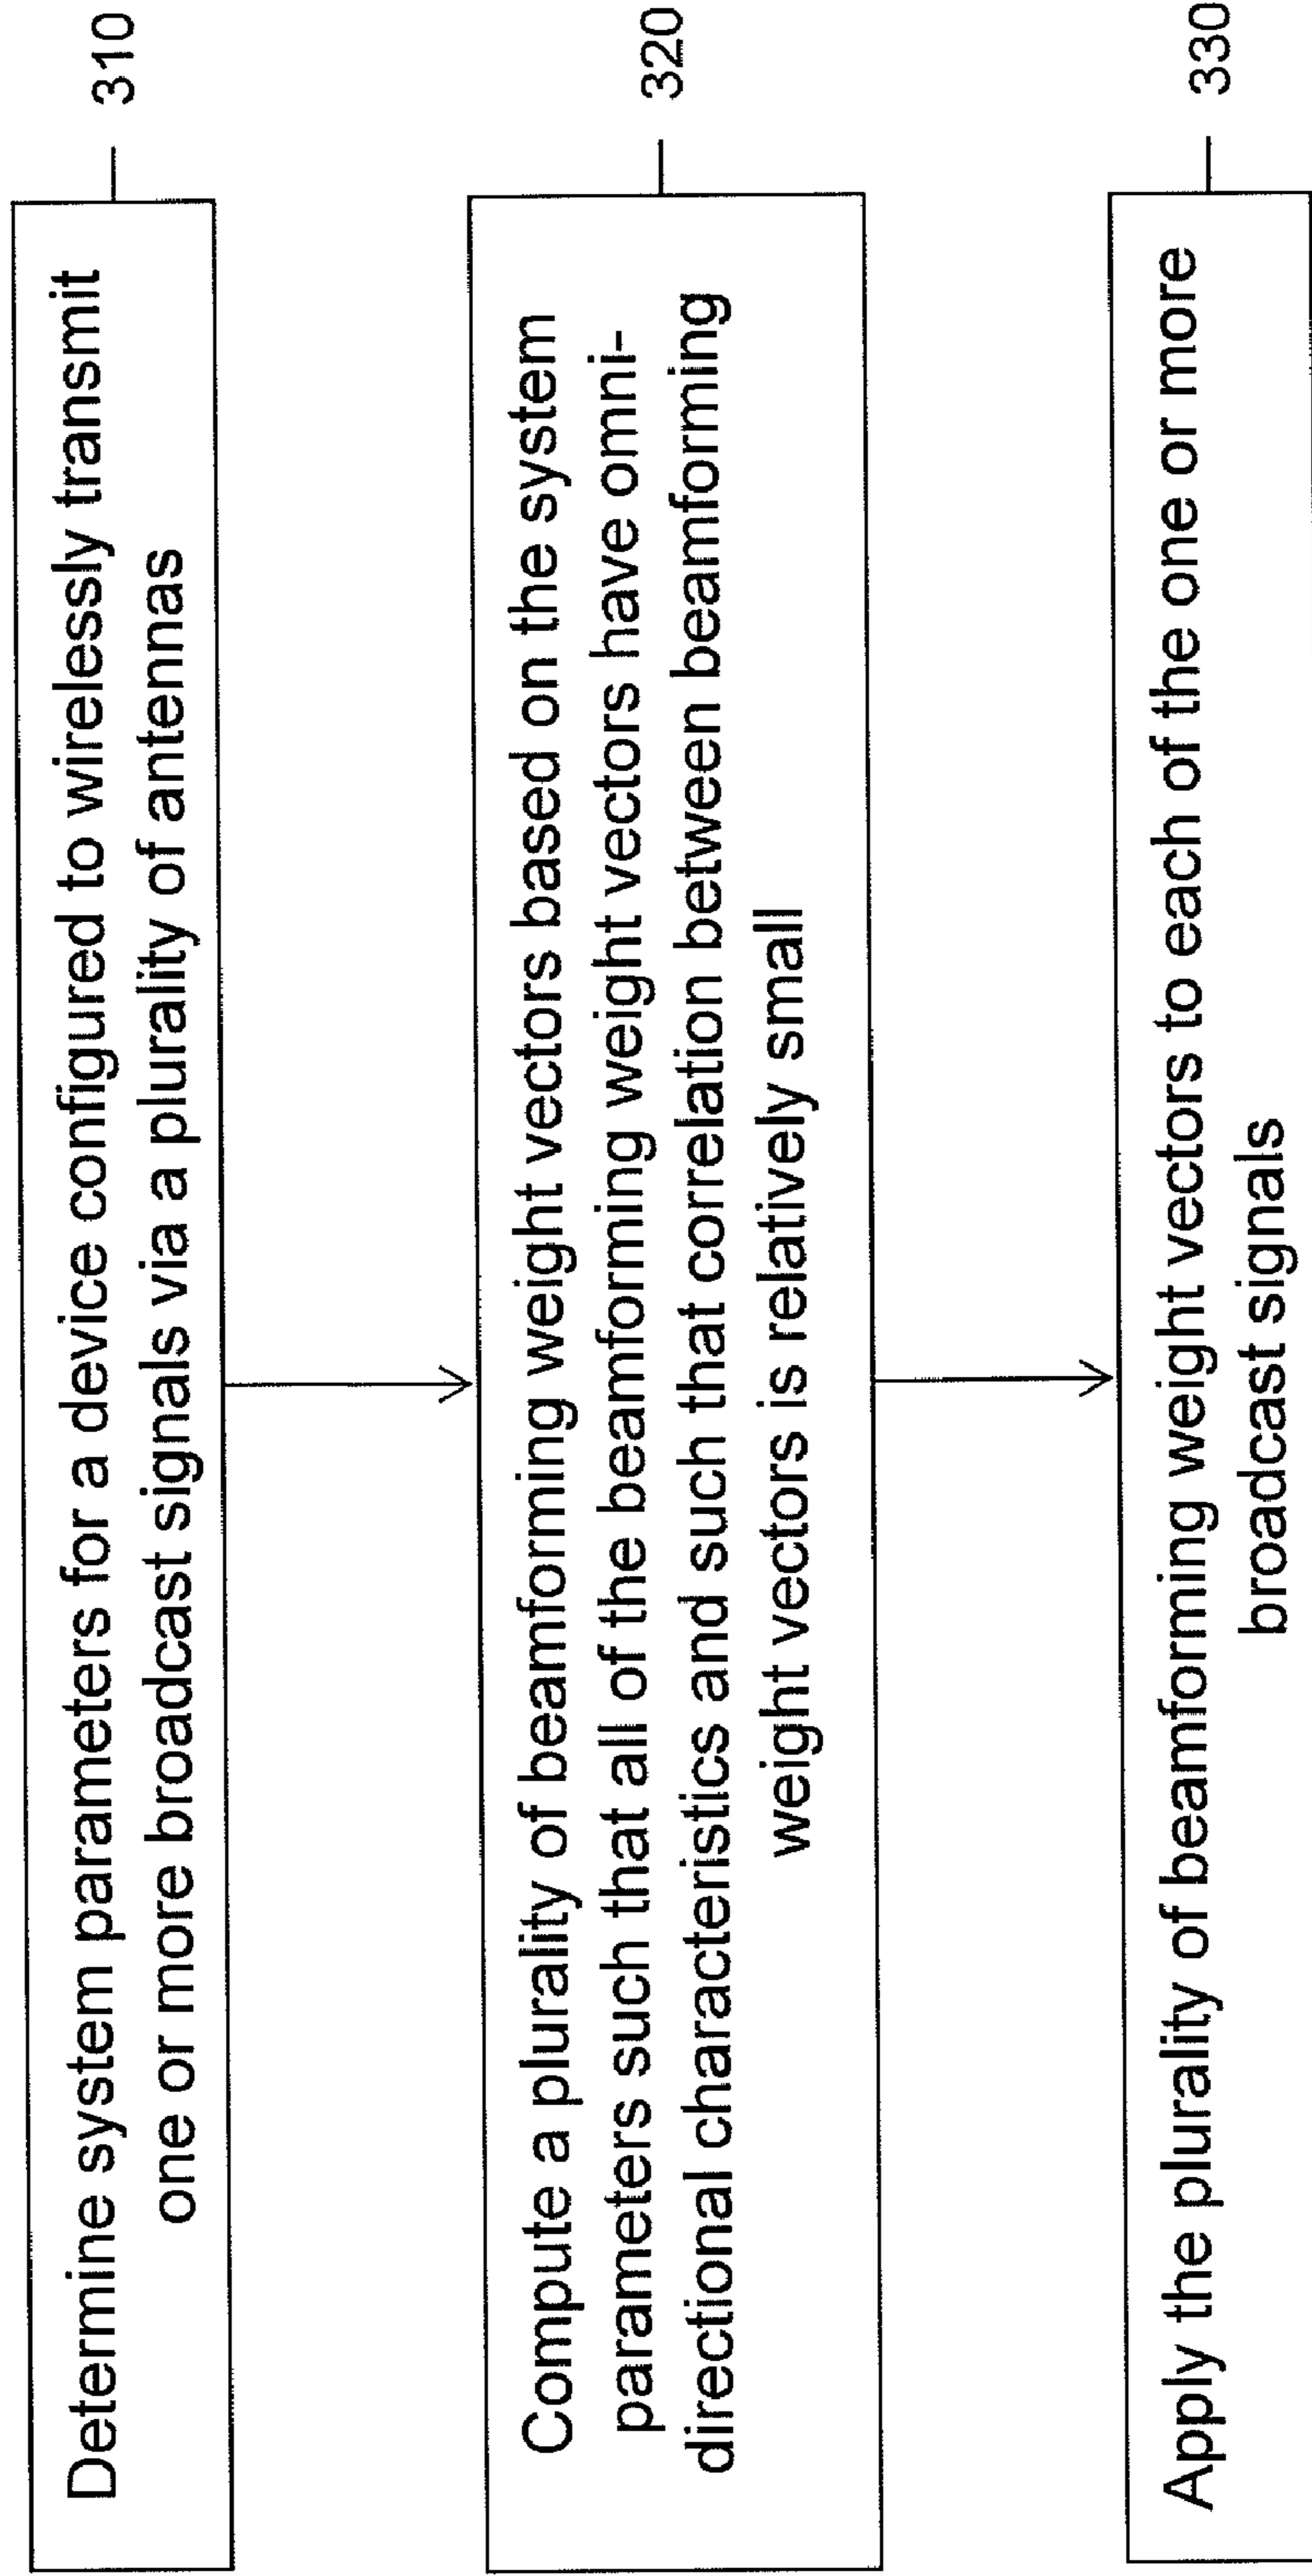 Determine system parameters for a device configured to wirelessly transmit
one or more broadcast signals via a plurality of antennas
310
Compute a plurality of beamforming weight vectors based on the system
parameters such that all of the beamforming weight vectors have omni-
directional characteristics and such that correlation between beamforming
weight vectors is relatively small
320
Apply the plurality of beamforming weight vectors to each of the one or more
broadcast signals
330